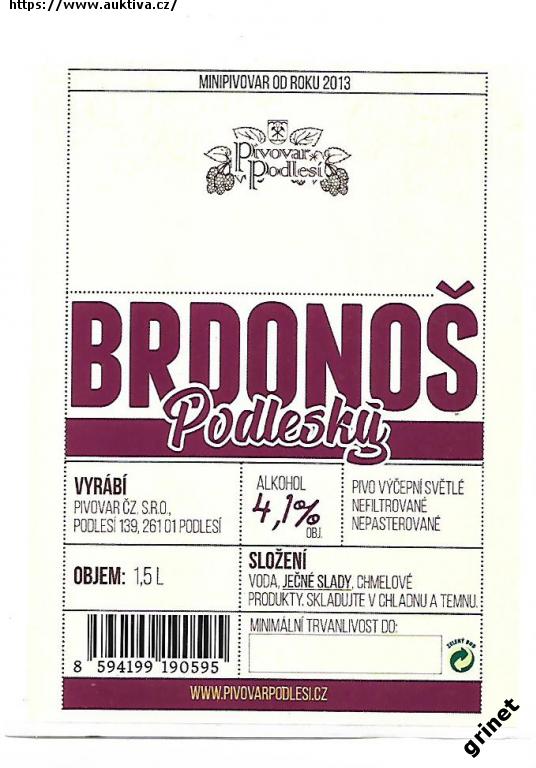 https://www.auktiva.cz/
MINIPIVOVAR OD ROKU 2013
Pivovar
Podlesí
BRDONOŠ
Podleský
VYRÁBÍ
PIVOVAR ČZ, S.R.O.,
PODLESÍ 139, 261 01 PODLESÍ
ALKOHOL
4,1%
OBJ.
PIVO VÝČEPNÍ SVĚTLÉ
NEFILTROVANÉ
NEPASTEROVANÉ
OBJEM: 1,5 L
SLOŽENÍ
VODA, JEČNÉ SLADY, CHMELOVÉ
PRODUKTY. SKLADUJTE V CHLADNU A TEMNU.
8 594199 190595
MINIMÁLNÍ TRVANLIVOST DO:
ZELENÝ BOD
WWW.PIVOVARPODLESI.CZ
grinet